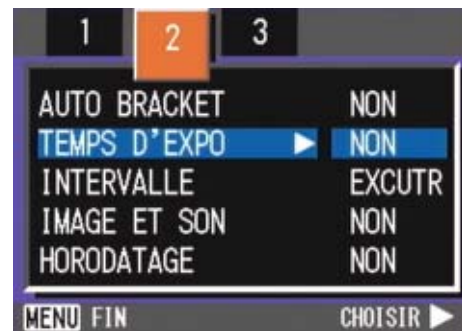 1 2 3
AUTO BRACKET NON
TEMPS D'EXPO ▶ NON
INTERVALLE EXCUTR
IMAGE ET SON NON
HORODATAGE NON
MENU FIN CHOISIR ▶